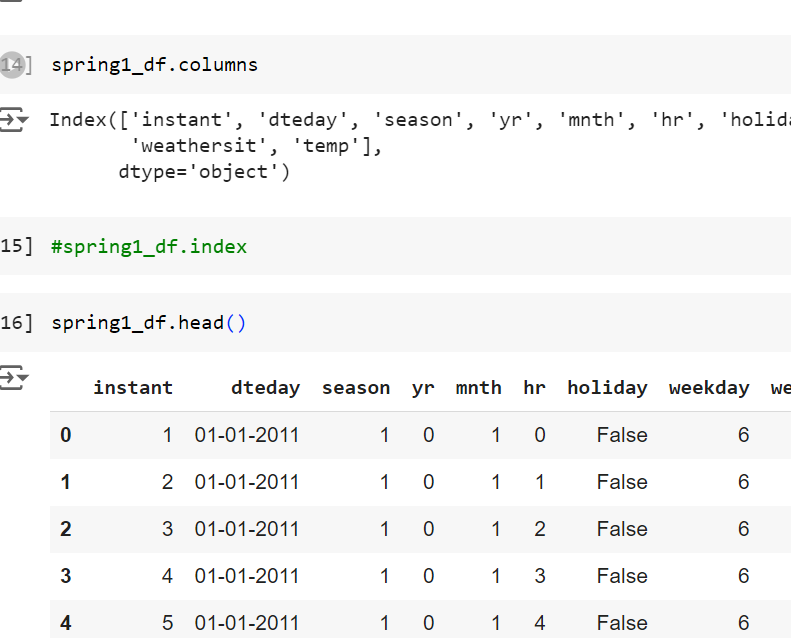 14] spring1_df.columns
Index(['instant', 'dteday', 'season', 'yr', 'mnth', 'hr', 'holida
'weathersit', 'temp'],
dtype='object')
15] #spring1_df.index
16] spring1_df.head()
instant dteday season yr mnth hr holiday weekday we
0 1 01-01-2011 1 0 1 0 False 6
1 2 01-01-2011 1 0 1 1 False 6
2 3 01-01-2011 1 0 1 2 False 6
3 4 01-01-2011 1 0 1 3 False 6
4 5 01-01-2011 1 0 1 4 False 6